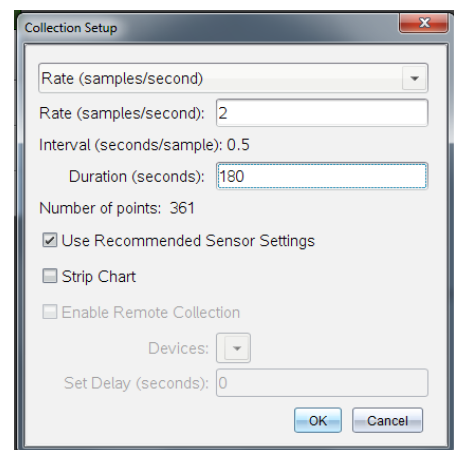 Collection Setup
Rate (samples/second)
Rate (samples/second): 2
Interval (seconds/sample): 0.5
Duration (seconds): 180
Number of points: 361
Use Recommended Sensor Settings
Strip Chart
Enable Remote Collection
Devices:
Set Delay (seconds): 0
OK Cancel